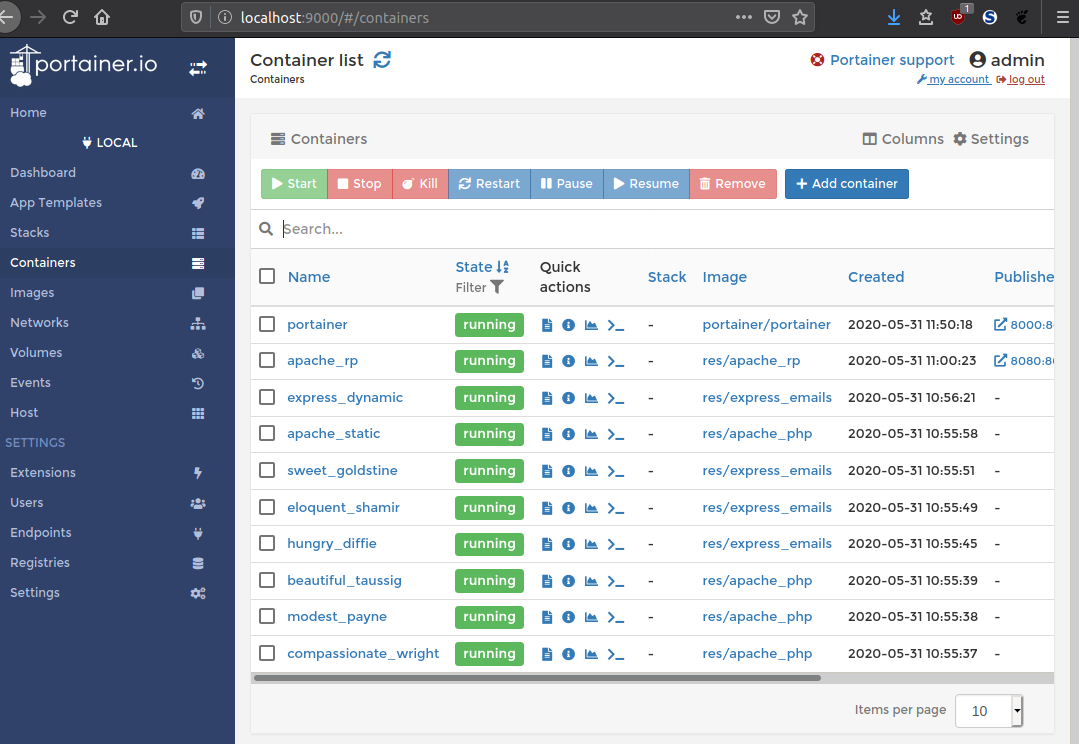 localhost:9000/#/containers
1
portainer.io
Container list
Portainer support admin
Containers
my account log out
Home
LOCAL
Dashboard
App Templates
Stacks
Containers
Images
Networks
Volumes
Events
Host
SETTINGS
Extensions
Users
Endpoints
Registries
Settings
Containers Columns Settings
Start Stop Kill Restart Pause Resume Remove + Add container
Search...
Name State Filter Quick actions Stack Image Created Publishe
portainer running - portainer/portainer 2020-05-31 11:50:18 8000:8
apache_rp running - res/apache_rp 2020-05-31 11:00:23 8080:8
express_dynamic running - res/express_emails 2020-05-31 10:56:21 -
apache_static running - res/apache_php 2020-05-31 10:55:58 -
sweet_goldstine running - res/express_emails 2020-05-31 10:55:51 -
eloquent_shamir running - res/express_emails 2020-05-31 10:55:49 -
hungry_diffie running - res/express_emails 2020-05-31 10:55:45 -
beautiful_taussig running - res/apache_php 2020-05-31 10:55:39 -
modest_payne running - res/apache_php 2020-05-31 10:55:38 -
compassionate_wright running - res/apache_php 2020-05-31 10:55:37 -
Items per page 10